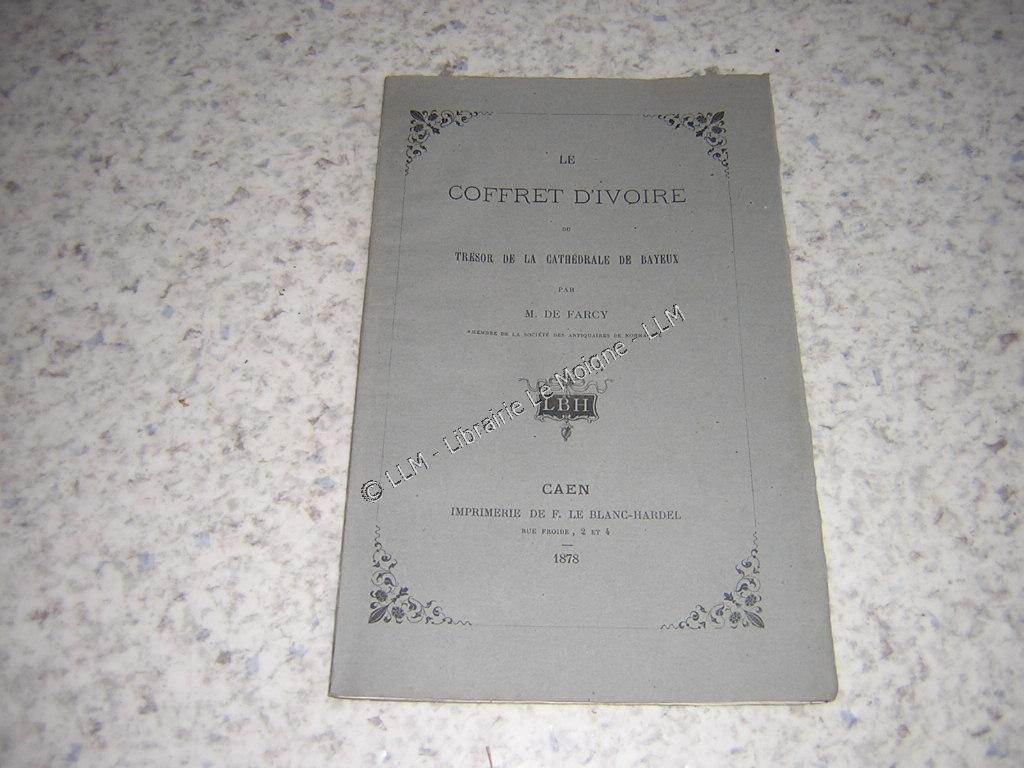 LE
COFFRET D'IVOIRE
DU
TRESOR DE LA CATHÉDRALE DE BAYEUX
PAR
M. DE FARCY
MEMBRE DE LA SOCIÉTÉ DES ANTIQUAIRES DE
LBH
© LLM - Librairie Le Moigne - LLM
CAEN
IMPRIMERIE DE F. LE BLANC-HARDEL
RUE FROIDE, 2 ET 4
1878